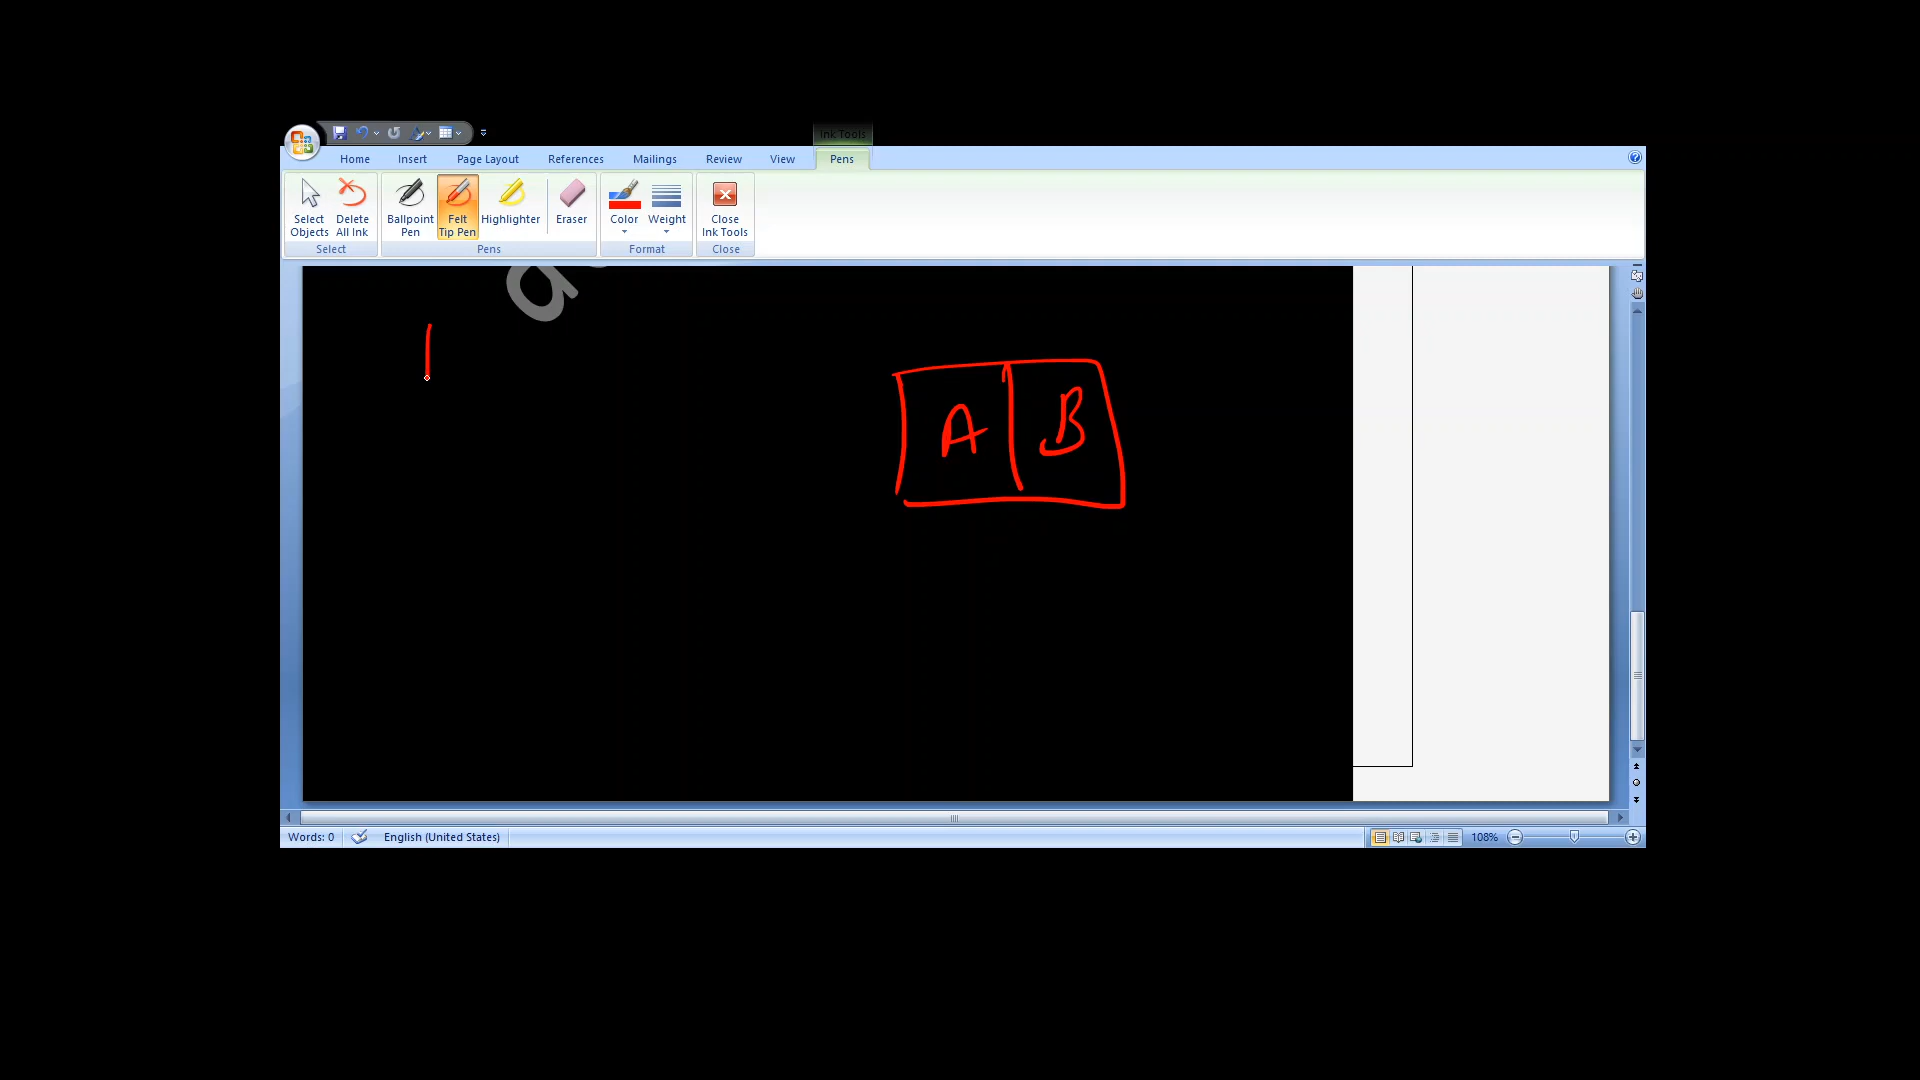 Ink Tools
Home Insert Page Layout References Mailings Review View Pens
Select Objects Delete All Ink Ballpoint Pen Felt Tip Pen Highlighter Eraser Color Weight Close Ink Tools
Select Pens Format Close
A B
Words: 0 English (United States) 108%